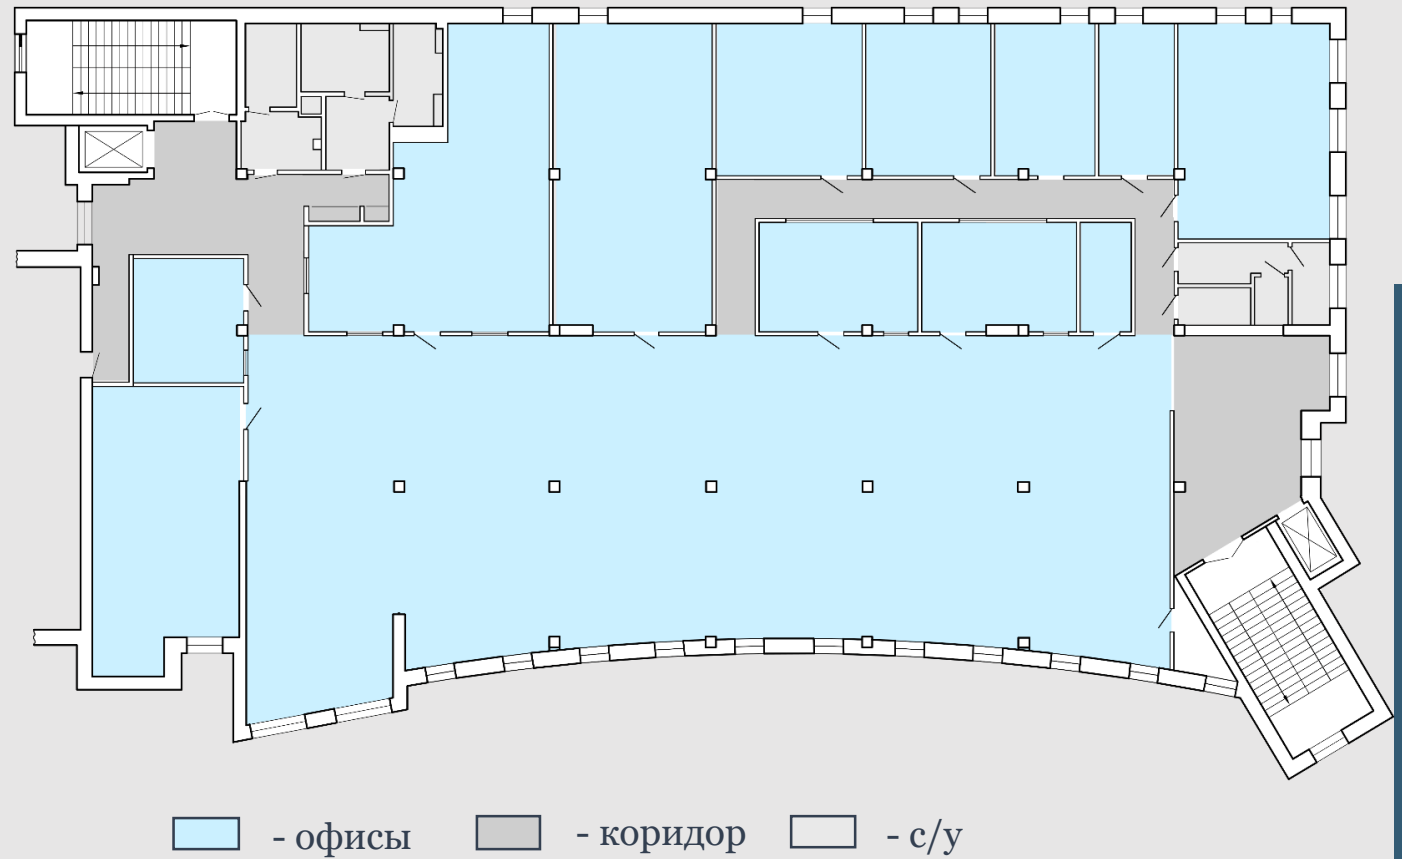 - офисы - коридор - с/у